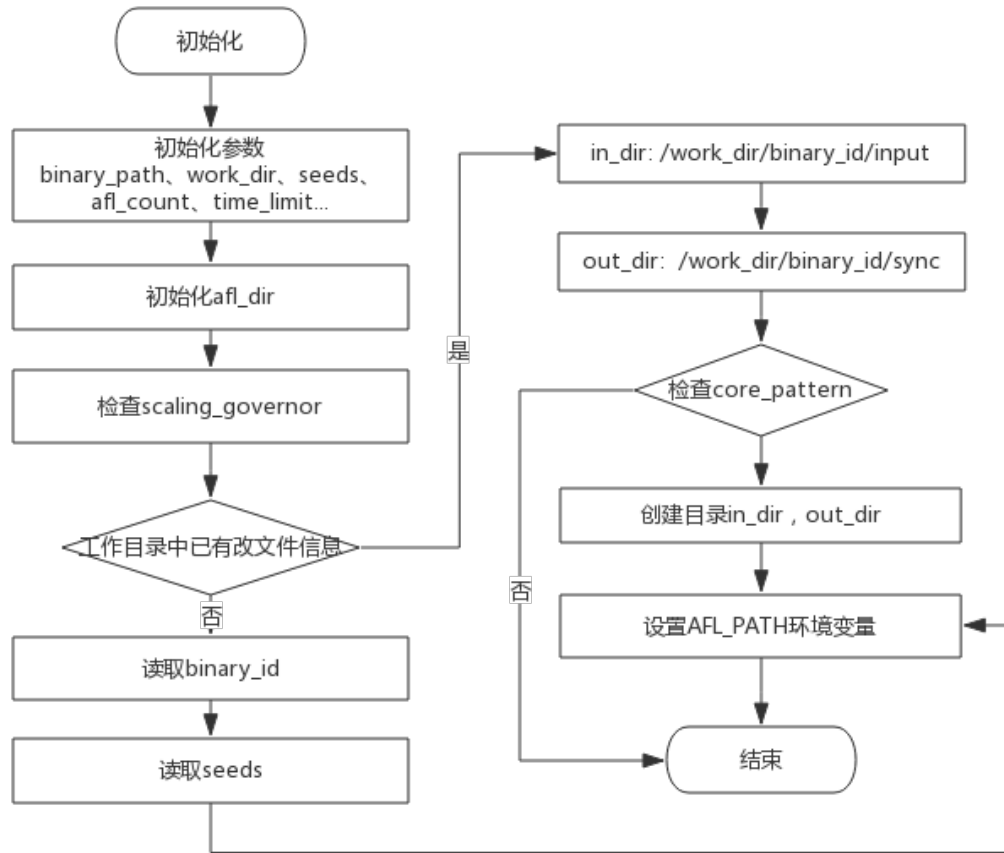 初始化
初始化参数
binary_path、work_dir、seeds、
afl_count、time_limit...
初始化afl_dir
检查scaling_governor
工作目录中已有改文件信息
否
读取binary_id
读取seeds
是
in_dir: /work_dir/binary_id/input
out_dir: /work_dir/binary_id/sync
检查core_pattern
否
创建目录in_dir，out_dir
设置AFL_PATH环境变量
结束